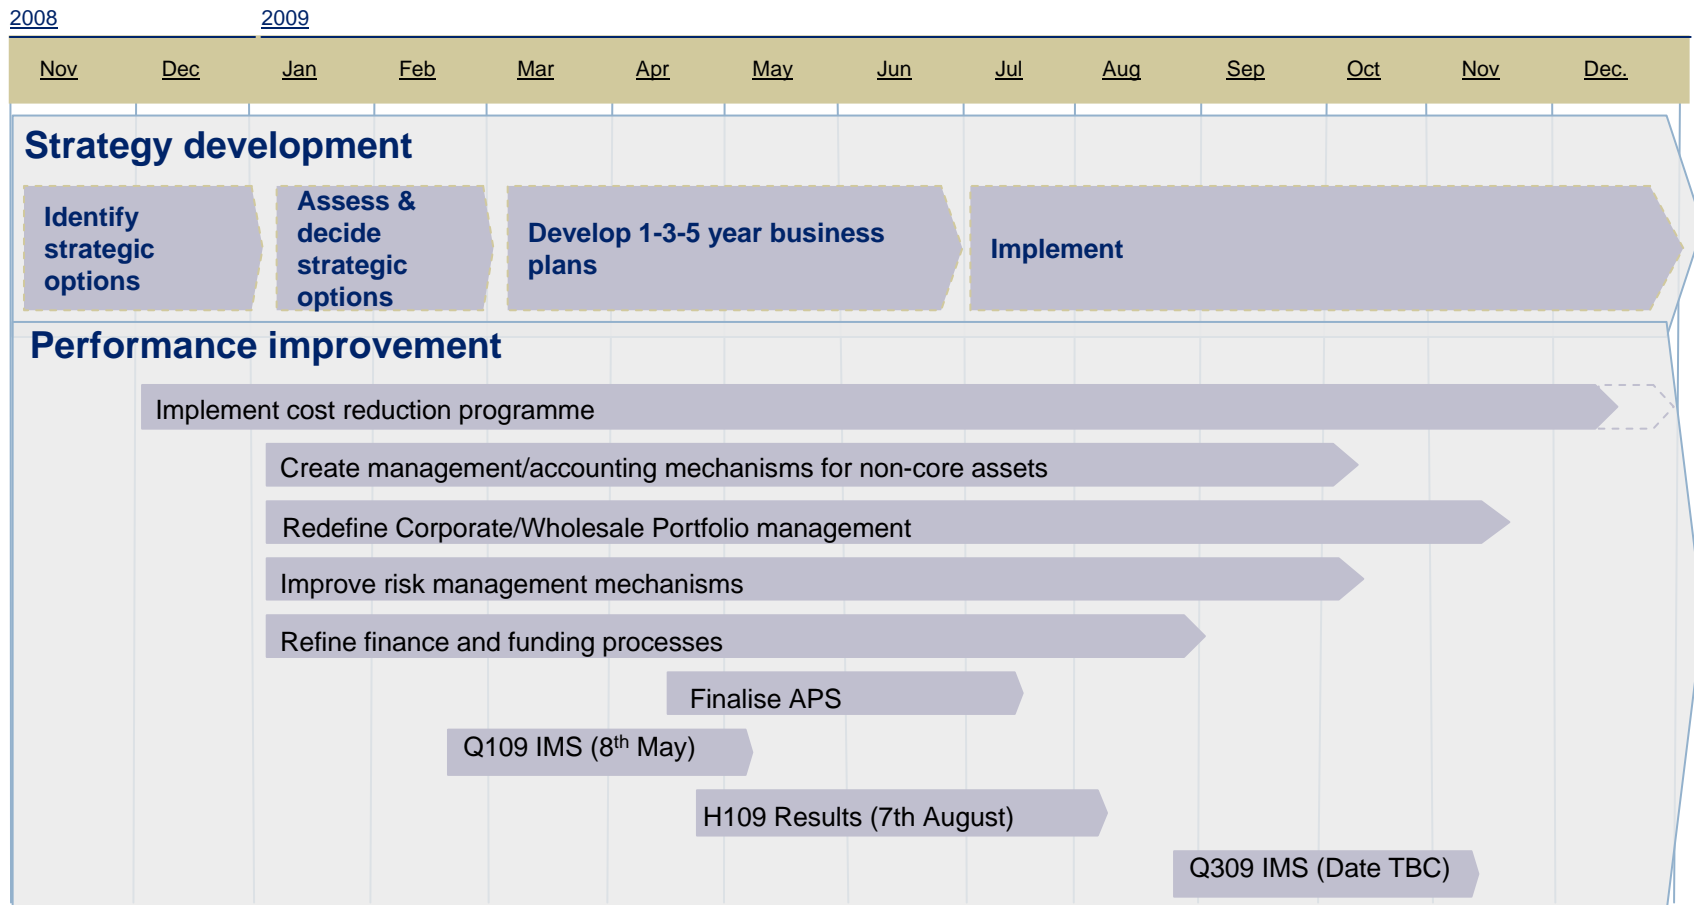 2008 2009
Nov Dec Jan Feb Mar Apr May Jun Jul Aug Sep Oct Nov Dec.
Strategy development
Identify
strategic
options
Assess &
decide
strategic
options
Develop 1-3-5 year business
plans
Implement
Performance improvement
Implement cost reduction programme
Create management/accounting mechanisms for non-core assets
Redefine Corporate/Wholesale Portfolio management
Improve risk management mechanisms
Refine finance and funding processes
Finalise APS
Q109 IMS (8th May)
H109 Results (7th August)
Q309 IMS (Date TBC)